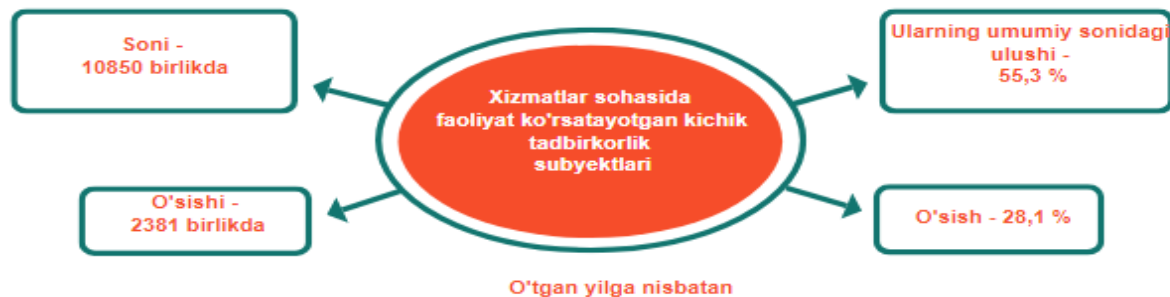 Soni -
10850 birlikda
Ularning umumiy sonidagi
ulushi -
55,3 %
Xizmatlar sohasida
faoliyat ko'rsatayotgan kichik
tadbirkorlik
subyektlari
O'sishi -
2381 birlikda
O'sish - 28,1 %
O'tgan yilga nisbatan